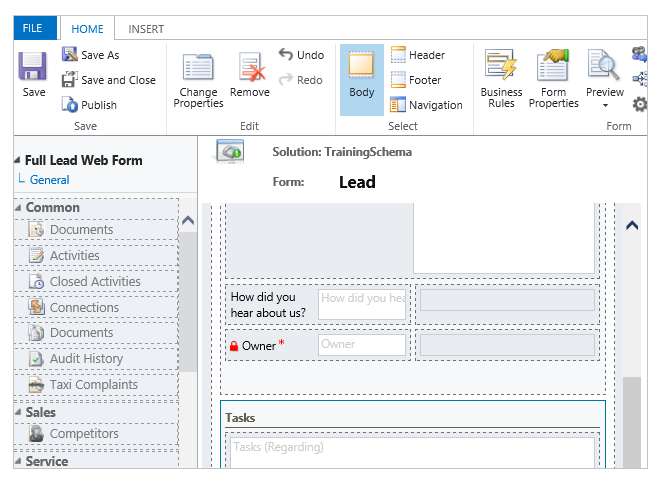 FILE HOME INSERT
Save
Save As
Save and Close
Publish
Save
Change Properties
Remove
Undo
Redo
Edit
Body
Header
Footer
Navigation
Select
Business Rules
Form Properties
Preview
Form
Full Lead Web Form
General
Common
Documents
Activities
Closed Activities
Connections
Documents
Audit History
Taxi Complaints
Sales
Competitors
Service
Solution: TrainingSchema
Form: Lead
How did you
hear about us?
How did you hea
Owner *
Owner
Tasks
Tasks (Regarding)